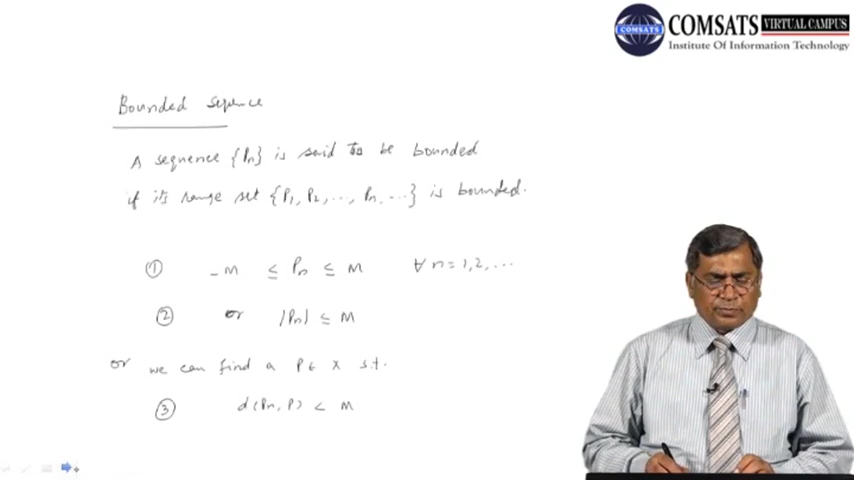 COMSATS VIRTUAL CAMPUS
COMSATS
Institute Of Information Technology
Bounded sequence
A sequence {Pn} is said to be bounded
if its range set {P1, P2, ..., Pn, ...} is bounded.
① -M ≤ Pn ≤ M ∀ n = 1, 2, ...
② or |Pn| ≤ M
or we can find a P ∈ X s.t.
③ d(Pn, P) < M